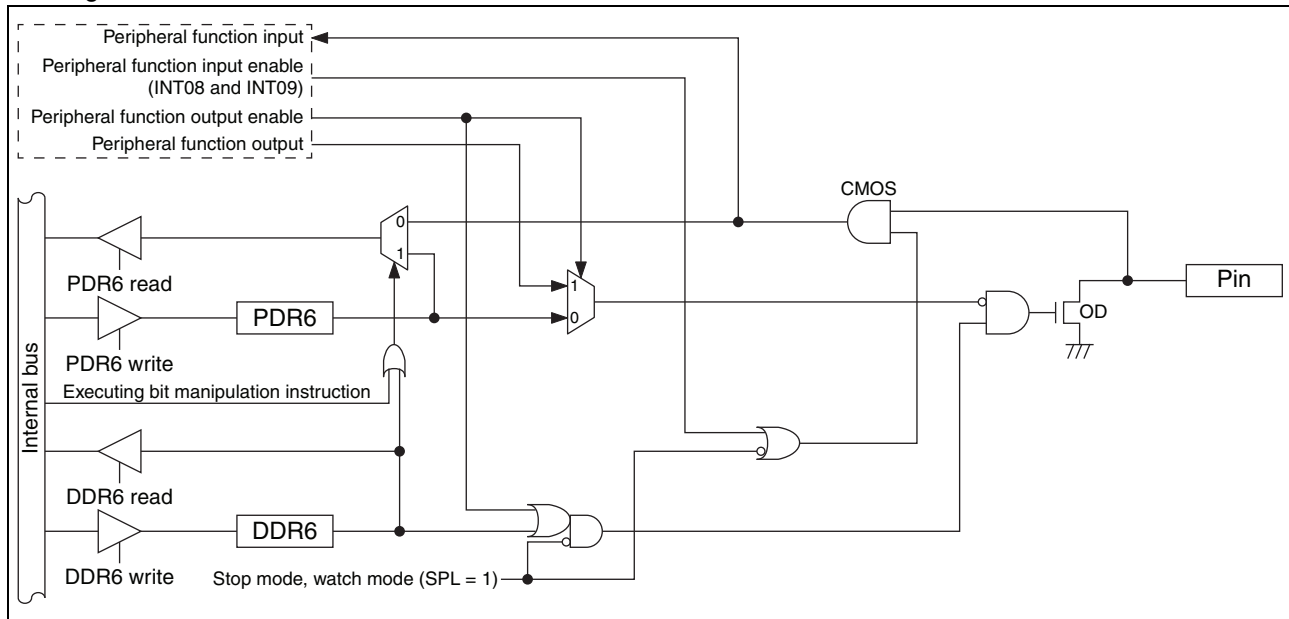 Peripheral function input
Peripheral function input enable
(INT08 and INT09)
Peripheral function output enable
Peripheral function output
CMOS
0
1
PDR6 read
1
0
Pin
OD
PDR6
PDR6 write
Executing bit manipulation instruction
Internal bus
DDR6 read
DDR6
DDR6 write
Stop mode, watch mode (SPL = 1)